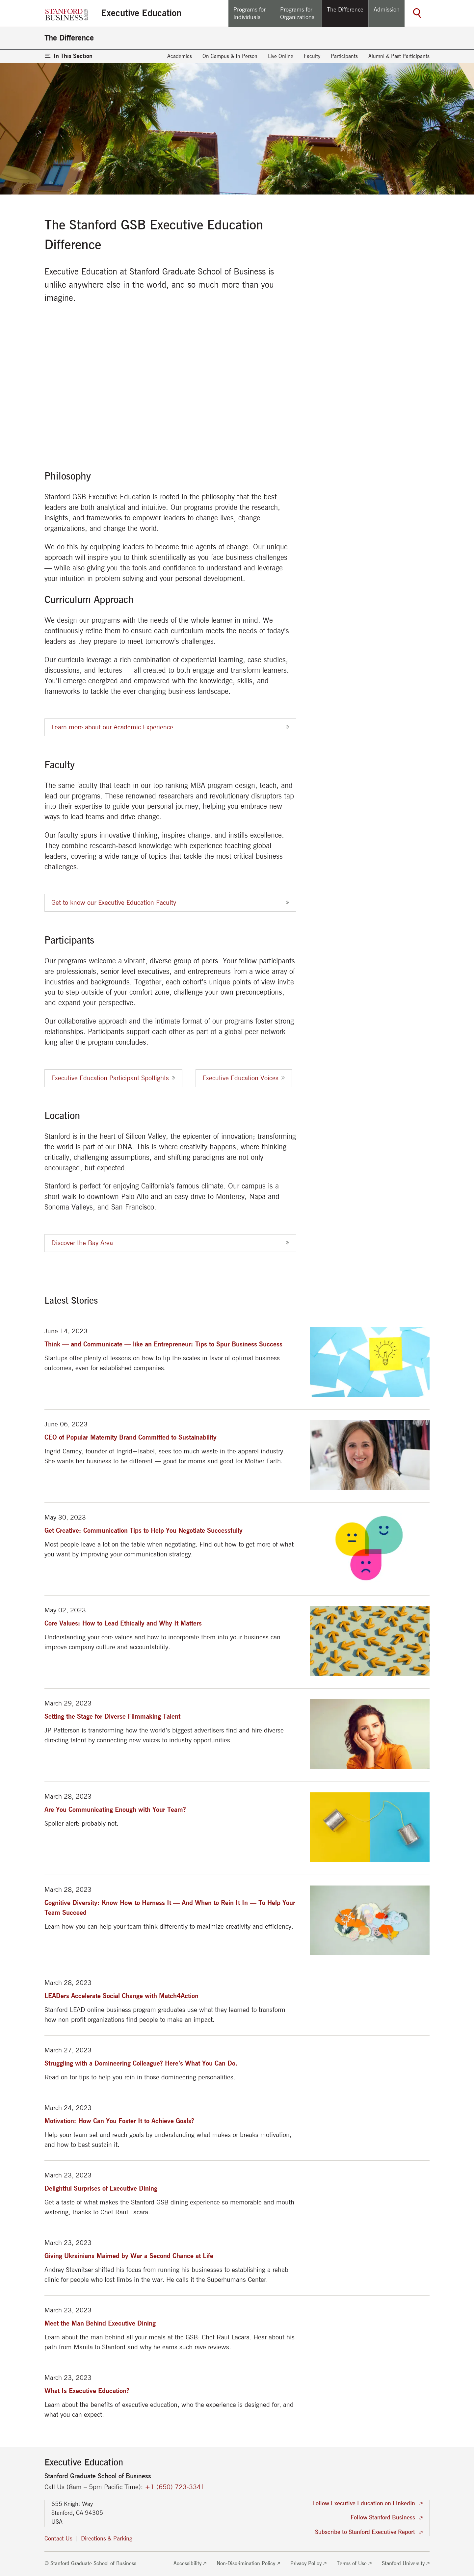 STANFORD
BUSINESS
Executive Education
Programs for
Individuals
Programs for
Organizations
The Difference
Admission
The Difference
In This Section
Academics
On Campus & In Person
Live Online
Faculty
Participants
Alumni & Past Participants
The Stanford GSB Executive Education
Difference
Executive Education at Stanford Graduate School of Business is
unlike anywhere else in the world, and so much more than you
imagine.
Philosophy
Stanford GSB Executive Education is rooted in the philosophy that the best
leaders are both analytical and intuitive. Our programs provide the research,
insights, and frameworks to empower leaders to change lives, change
organizations, and change the world.
We do this by equipping leaders to become true agents of change. Our unique
approach will inspire you to think scientifically as you face business challenges
— while also giving you the tools and confidence to understand and leverage
your intuition in problem-solving and your personal development.
Curriculum Approach
We design our programs with the needs of the whole learner in mind. We
continuously refine them to ensure each curriculum meets the needs of today's
leaders as they prepare to meet tomorrow's challenges.
Our curricula leverage a rich combination of experiential learning, case studies,
discussions, and lectures — all created to both engage and transform learners.
You'll emerge energized and empowered with the knowledge, skills, and
frameworks to tackle the ever-changing business landscape.
Learn more about our Academic Experience
Faculty
The same faculty that teach in our top-ranking MBA program design, teach, and
lead our programs. These renowned researchers and revolutionary disruptors tap
into their expertise to guide your personal journey, helping you embrace new
ways to lead teams and drive change.
Our faculty spurs innovative thinking, inspires change, and instills excellence.
They combine research-based knowledge with experience teaching global
leaders, covering a wide range of topics that tackle the most critical business
challenges.
Get to know our Executive Education Faculty
Participants
Our programs welcome a vibrant, diverse group of peers. Your fellow participants
are professionals, senior-level executives, and entrepreneurs from a wide array of
industries and backgrounds. Together, each cohort's unique points of view invite
you to step outside of your comfort zone, challenge your own preconceptions,
and expand your perspective.
Our collaborative approach and the intimate format of our programs foster strong
relationships. Participants support each other as part of a global peer network
long after the program concludes.
Executive Education Participant Spotlights
Executive Education Voices
Location
Stanford is in the heart of Silicon Valley, the epicenter of innovation; transforming
the world is part of our DNA. This is where creativity happens, where thinking
critically, challenging assumptions, and shifting paradigms are not only
encouraged, but expected.
Stanford is perfect for enjoying California's famous climate. Our campus is a
short walk to downtown Palo Alto and an easy drive to Monterey, Napa and
Sonoma Valleys, and San Francisco.
Discover the Bay Area
Latest Stories
June 14, 2023
Think — and Communicate — like an Entrepreneur: Tips to Spur Business Success
Startups offer plenty of lessons on how to tip the scales in favor of optimal business
outcomes, even for established companies.
June 06, 2023
CEO of Popular Maternity Brand Committed to Sustainability
Ingrid Carney, founder of Ingrid+Isabel, sees too much waste in the apparel industry.
She wants her business to be different — good for moms and good for Mother Earth.
May 30, 2023
Get Creative: Communication Tips to Help You Negotiate Successfully
Most people leave a lot on the table when negotiating. Find out how to get more of what
you want by improving your communication strategy.
May 02, 2023
Core Values: How to Lead Ethically and Why It Matters
Understanding your core values and how to incorporate them into your business can
improve company culture and accountability.
March 29, 2023
Setting the Stage for Diverse Filmmaking Talent
JP Patterson is transforming how the world's biggest advertisers find and hire diverse
directing talent by connecting new voices to industry opportunities.
March 28, 2023
Are You Communicating Enough with Your Team?
Spoiler alert: probably not.
March 28, 2023
Cognitive Diversity: Know How to Harness It — And When to Rein It In — To Help Your
Team Succeed
Learn how you can help your team think differently to maximize creativity and efficiency.
March 28, 2023
LEADers Accelerate Social Change with Match4Action
Stanford LEAD online business program graduates use what they learned to transform
how non-profit organizations find people to make an impact.
March 27, 2023
Struggling with a Domineering Colleague? Here's What You Can Do.
Read on for tips to help you rein in those domineering personalities.
March 24, 2023
Motivation: How Can You Foster It to Achieve Goals?
Help your team set and reach goals by understanding what makes or breaks motivation,
and how to best sustain it.
March 23, 2023
Delightful Surprises of Executive Dining
Get a taste of what makes the Stanford GSB dining experience so memorable and mouth
watering, thanks to Chef Raul Lacara.
March 23, 2023
Giving Ukrainians Maimed by War a Second Chance at Life
Andrey Stavnitser shifted his focus from running his businesses to establishing a rehab
clinic for people who lost limbs in the war. He calls it the Superhumans Center.
March 23, 2023
Meet the Man Behind Executive Dining
Learn about the man behind all your meals at the GSB: Chef Raul Lacara. Hear about his
path from Manila to Stanford and why he earns such rave reviews.
March 23, 2023
What Is Executive Education?
Learn about the benefits of executive education, who the experience is designed for, and
what you can expect.
Executive Education
Stanford Graduate School of Business
Call Us (8am – 5pm Pacific Time): +1 (650) 723-3341
655 Knight Way
Stanford, CA 94305
USA
Contact Us
Directions & Parking
Follow Executive Education on LinkedIn
Follow Stanford Business
Subscribe to Stanford Executive Report
© Stanford Graduate School of Business
Accessibility
Non-Discrimination Policy
Privacy Policy
Terms of Use
Stanford University